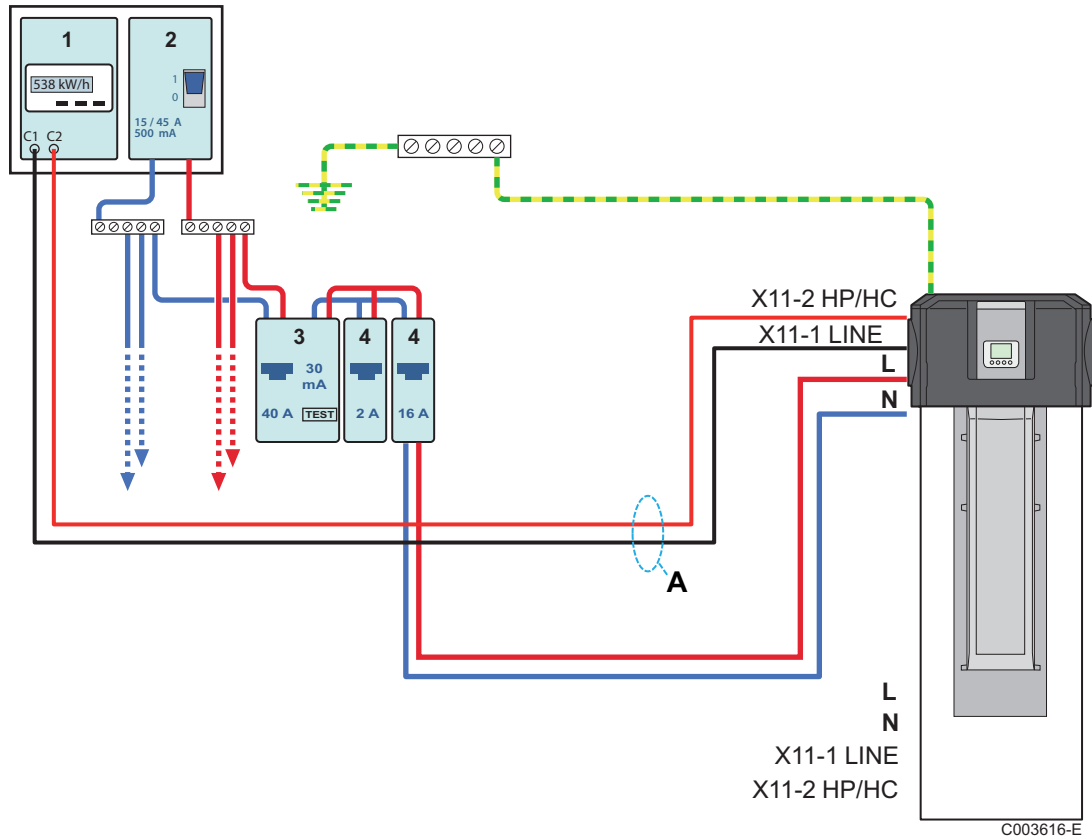 1
2
538 kW/h
1
0
15 / 45 A
500 mA
C1 C2
X11-2 HP/HC
X11-1 LINE
L
N
3
4
4
30
mA
40 A
TEST
2 A
16 A
A
L
N
X11-1 LINE
X11-2 HP/HC
C003616-E